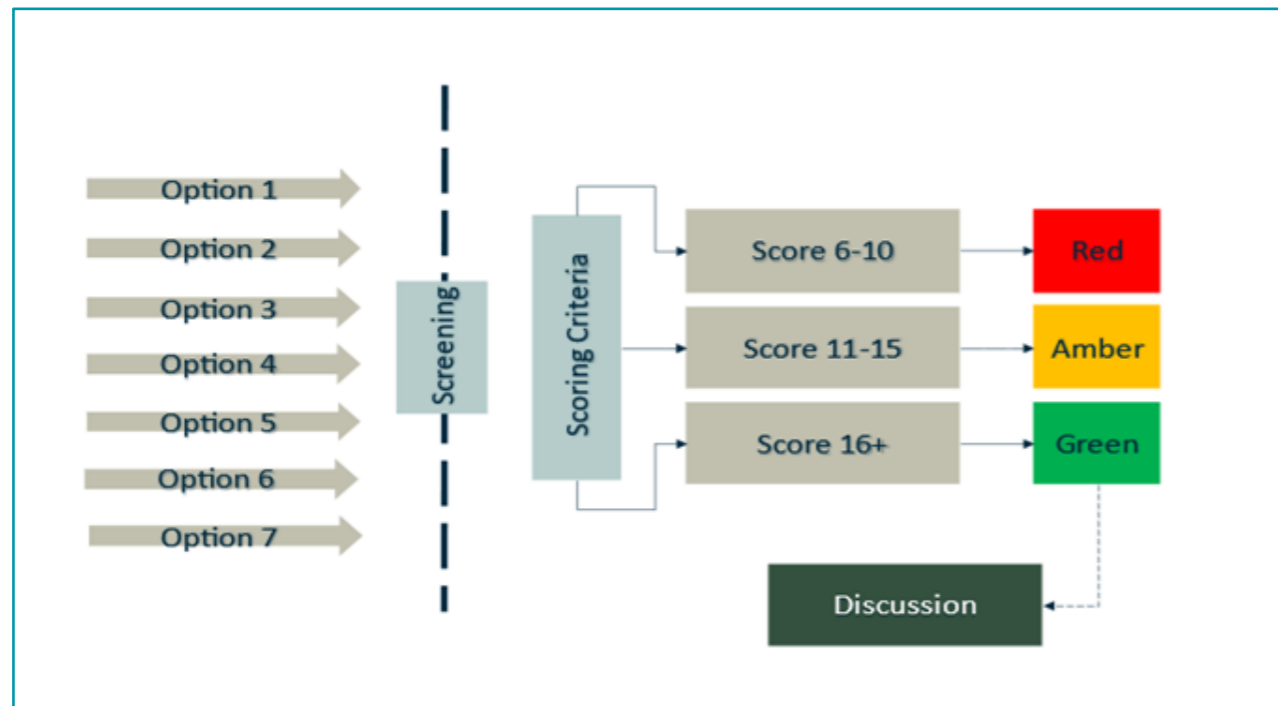 Option 1
Option 2
Option 3
Option 4
Option 5
Option 6
Option 7
Screening
Scoring Criteria
Score 6-10
Red
Score 11-15
Amber
Score 16+
Green
Discussion